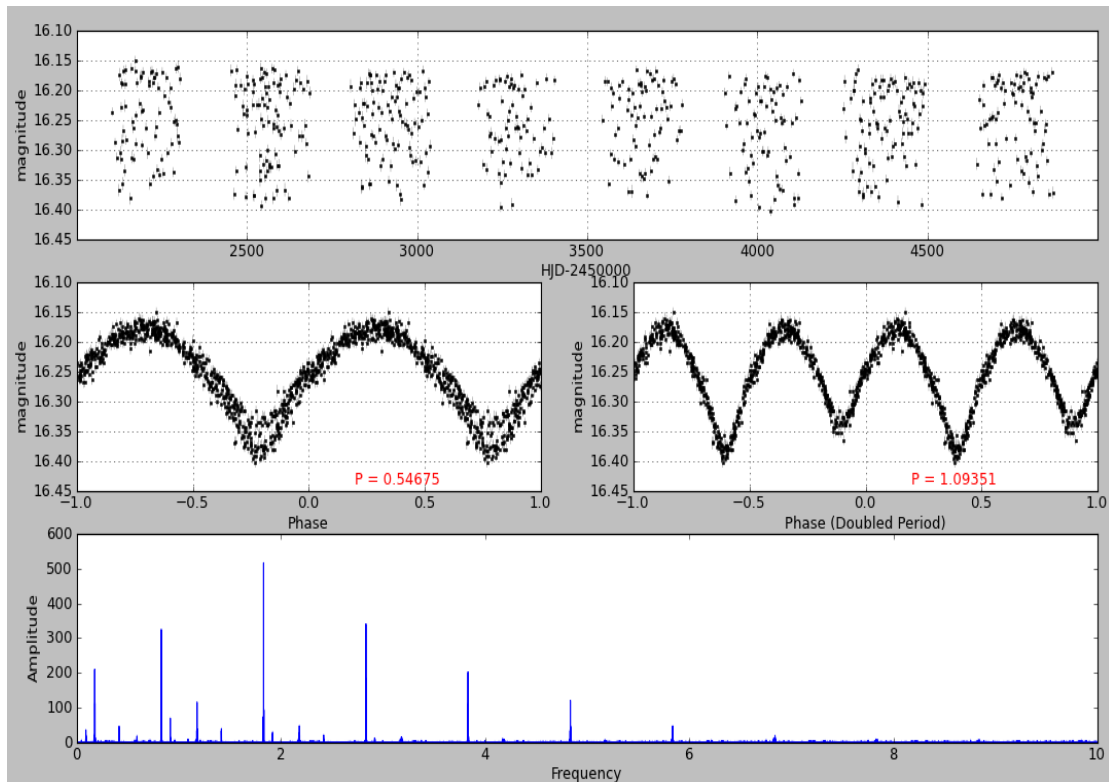 16.10
16.15
16.20
16.25
16.30
16.35
16.40
16.45
magnitude
2500 3000 3500 4000 4500
HJD-2450000
16.10
16.15
16.20
16.25
16.30
16.35
16.40
16.45
magnitude
P = 0.54675
−1.0 −0.5 0.0 0.5 1.0
Phase
16.10
16.15
16.20
16.25
16.30
16.35
16.40
16.45
magnitude
P = 1.09351
−1.0 −0.5 0.0 0.5 1.0
Phase (Doubled Period)
600
500
400
300
200
100
0
Amplitude
0 2 4 6 8 10
Frequency